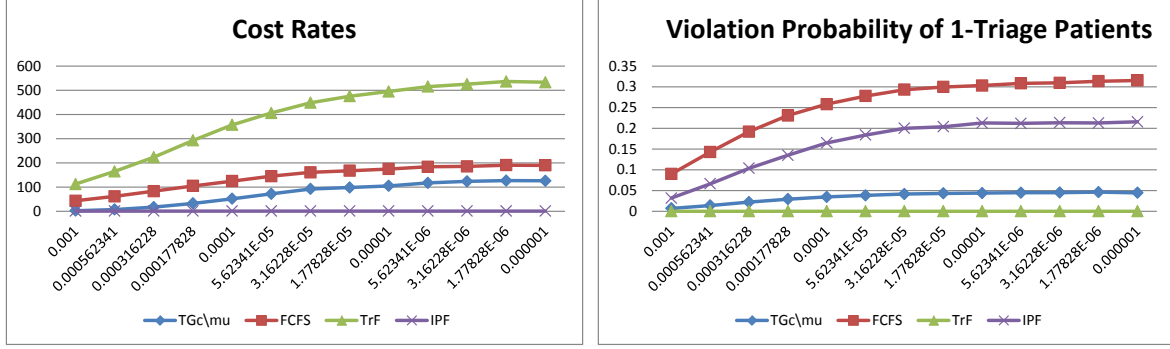 Cost Rates
600
500
400
300
200
100
0
0.001
0.000562341
0.000316228
0.000177828
0.0001
5.62341E-05
3.16228E-05
1.77828E-05
0.00001
5.62341E-06
3.16228E-06
1.77828E-06
0.000001
TGc\mu FCFS TrF IPF
Violation Probability of 1-Triage Patients
0.35
0.3
0.25
0.2
0.15
0.1
0.05
0
0.001
0.000562341
0.000316228
0.000177828
0.0001
5.62341E-05
3.16228E-05
1.77828E-05
0.00001
5.62341E-06
3.16228E-06
1.77828E-06
0.000001
TGc\mu FCFS TrF IPF